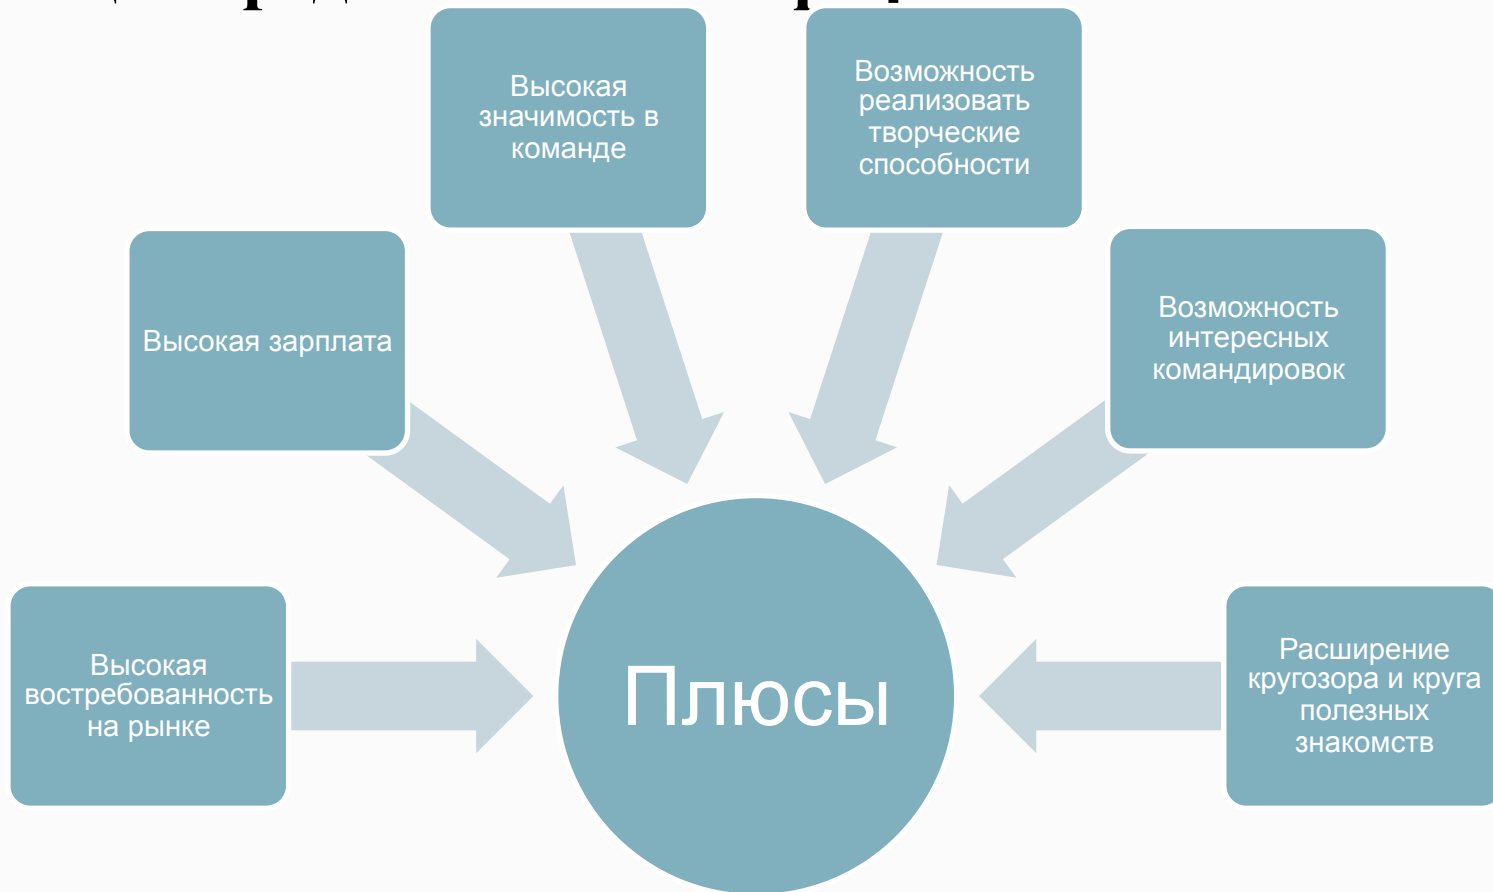 Высокая
значимость в
команде
Возможность
реализовать
творческие
способности
Высокая зарплата
Возможность
интересных
командировок
Высокая
востребованность
на рынке
Плюсы
Расширение
кругозора и круга
полезных
знакомств